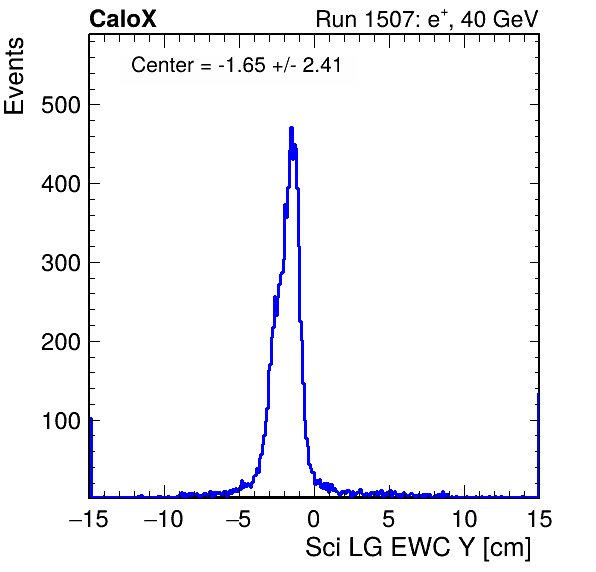 CaloX Run 1507: e⁺, 40 GeV
Center = -1.65 +/- 2.41
Events
500
400
300
200
100
−15 −10 −5 0 5 10 15
Sci LG EWC Y [cm]